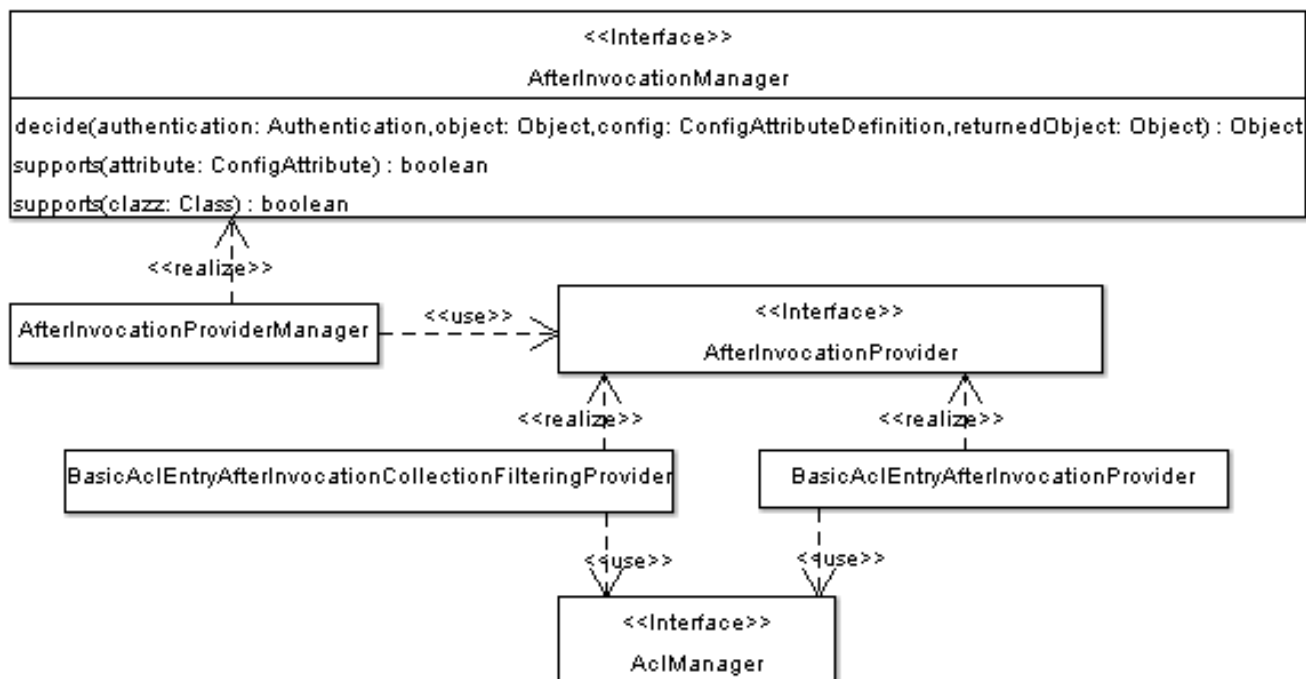 <<Interface>>
AfterInvocationManager
decide(authentication: Authentication,object: Object,config: ConfigAttributeDefinition,returnedObject: Object) : Object
supports(attribute: ConfigAttribute) : boolean
supports(clazz: Class) : boolean
<<realize>>
AfterInvocationProviderManager
<<use>>
<<Interface>>
AfterInvocationProvider
<<realize>>
<<realize>>
BasicAclEntryAfterInvocationCollectionFilteringProvider
BasicAclEntryAfterInvocationProvider
<<use>>
<<use>>
<<Interface>>
AclManager